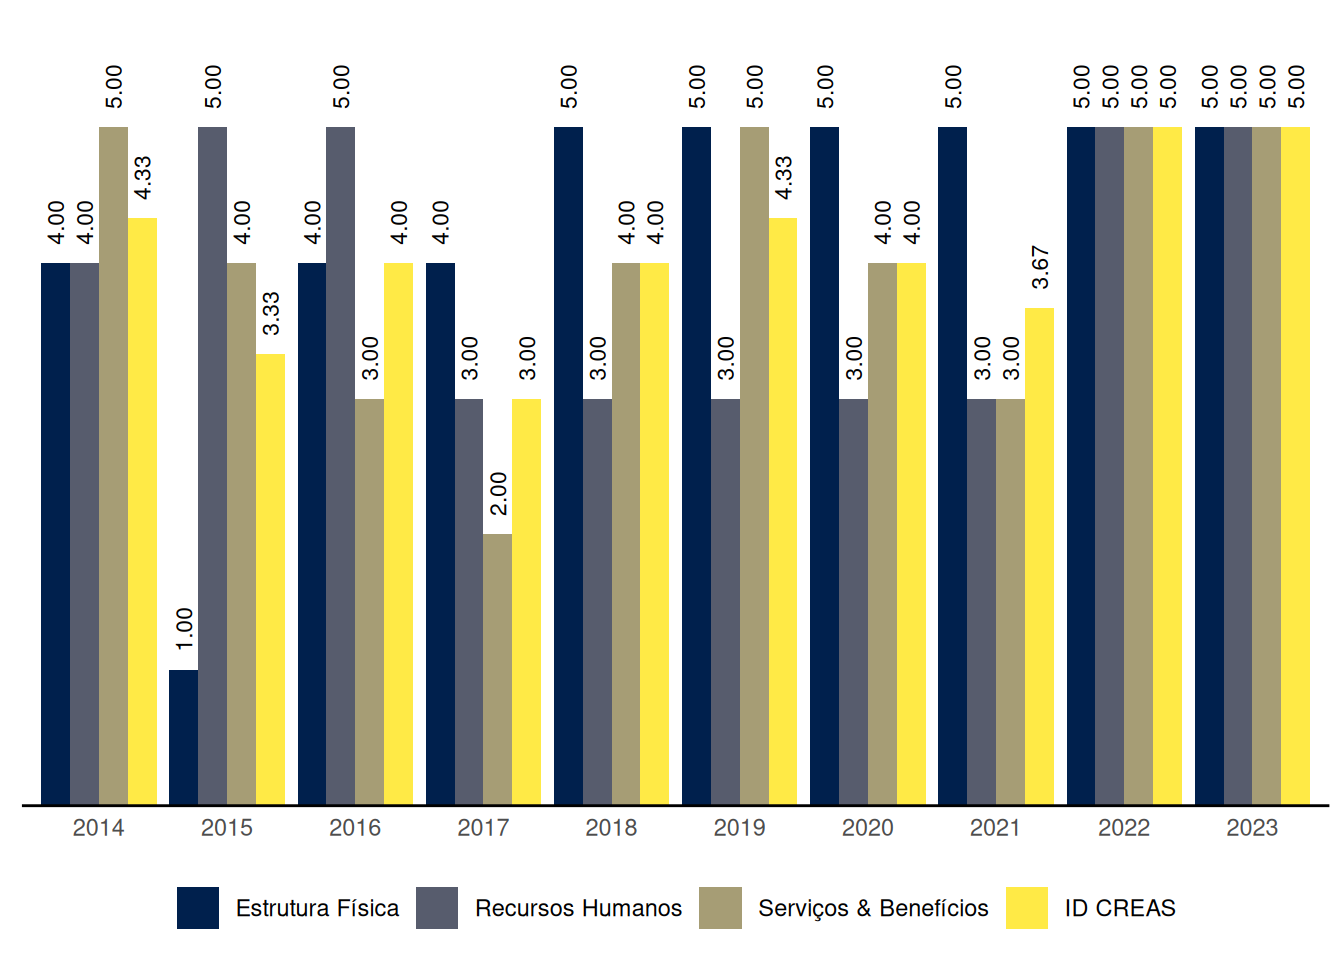 5.00 5.00 5.00 5.00 5.00 5.00 5.00 5.00 5.00 5.00 5.00 5.00 5.00 5.00 5.00 5.00
4.33 4.33
4.00 4.00 4.00 4.00 4.00 4.00 4.00 4.00 4.00 4.00
3.67
3.33
3.00 3.00 3.00 3.00 3.00 3.00 3.00 3.00
2.00
1.00
2014 2015 2016 2017 2018 2019 2020 2021 2022 2023
Estrutura Física Recursos Humanos Serviços & Benefícios ID CREAS